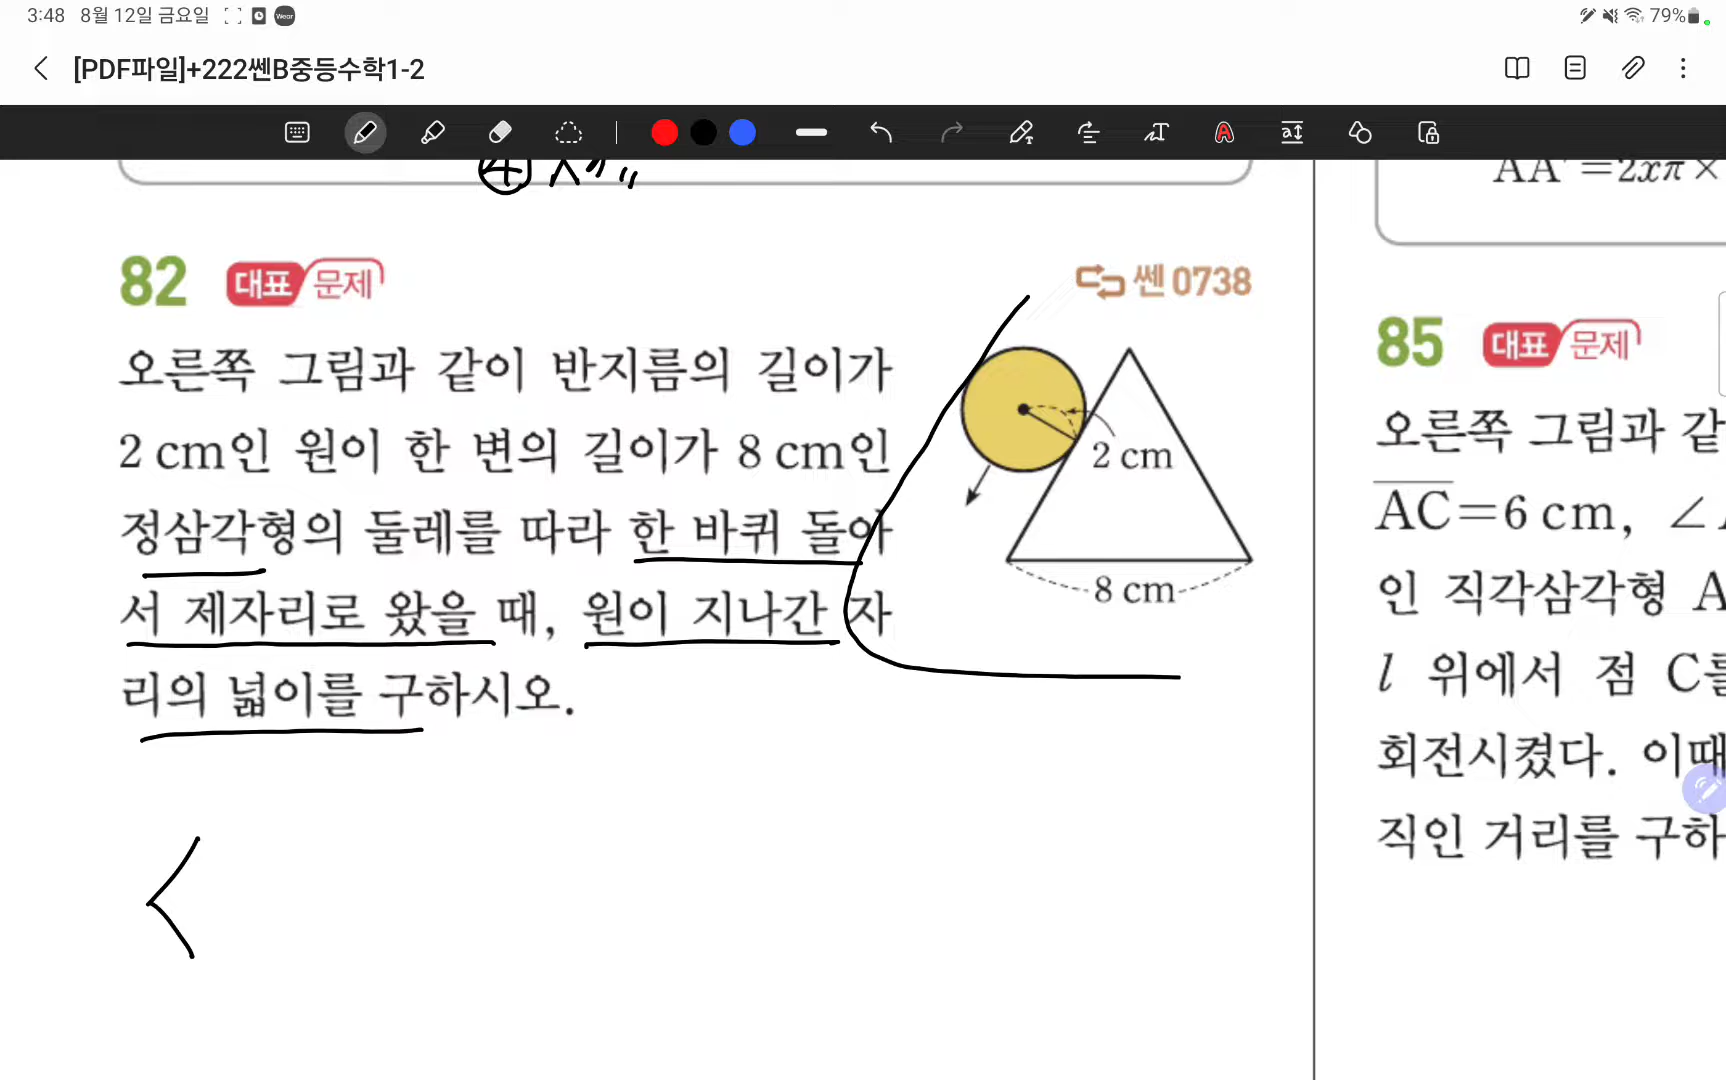 3:48 8월 12일 금요일 Wear 79%
[PDF파일]+222쎈B중등수학1-2
AA' =2xπ×
82 대표 문제 쎈 0738
오른쪽 그림과 같이 반지름의 길이가
2 cm인 원이 한 변의 길이가 8 cm인
정삼각형의 둘레를 따라 한 바퀴 돌아
서 제자리로 왔을 때, 원이 지나간 자
리의 넓이를 구하시오.
2 cm
8 cm
85 대표 문제
오른쪽 그림과 같
AC=6 cm, ∠
인 직각삼각형 A
l 위에서 점 C를
회전시켰다. 이때
직인 거리를 구하